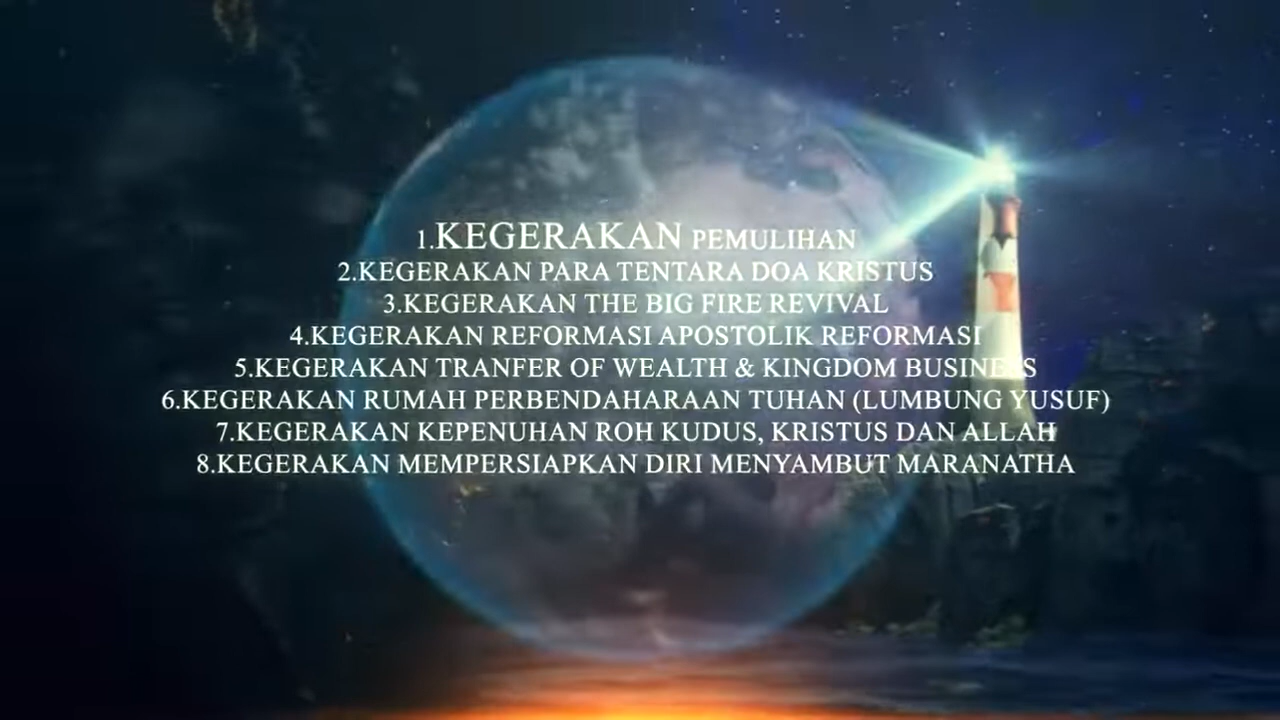 1.KEGERAKAN PEMULIHAN
2.KEGERAKAN PARA TENTARA DOA KRISTUS
3.KEGERAKAN THE BIG FIRE REVIVAL
4.KEGERAKAN REFORMASI APOSTOLIK REFORMASI
5.KEGERAKAN TRANFER OF WEALTH & KINGDOM BUSINESS
6.KEGERAKAN RUMAH PERBENDAHARAAN TUHAN (LUMBUNG YUSUF)
7.KEGERAKAN KEPENUHAN ROH KUDUS, KRISTUS DAN ALLAH
8.KEGERAKAN MEMPERSIAPKAN DIRI MENYAMBUT MARANATHA